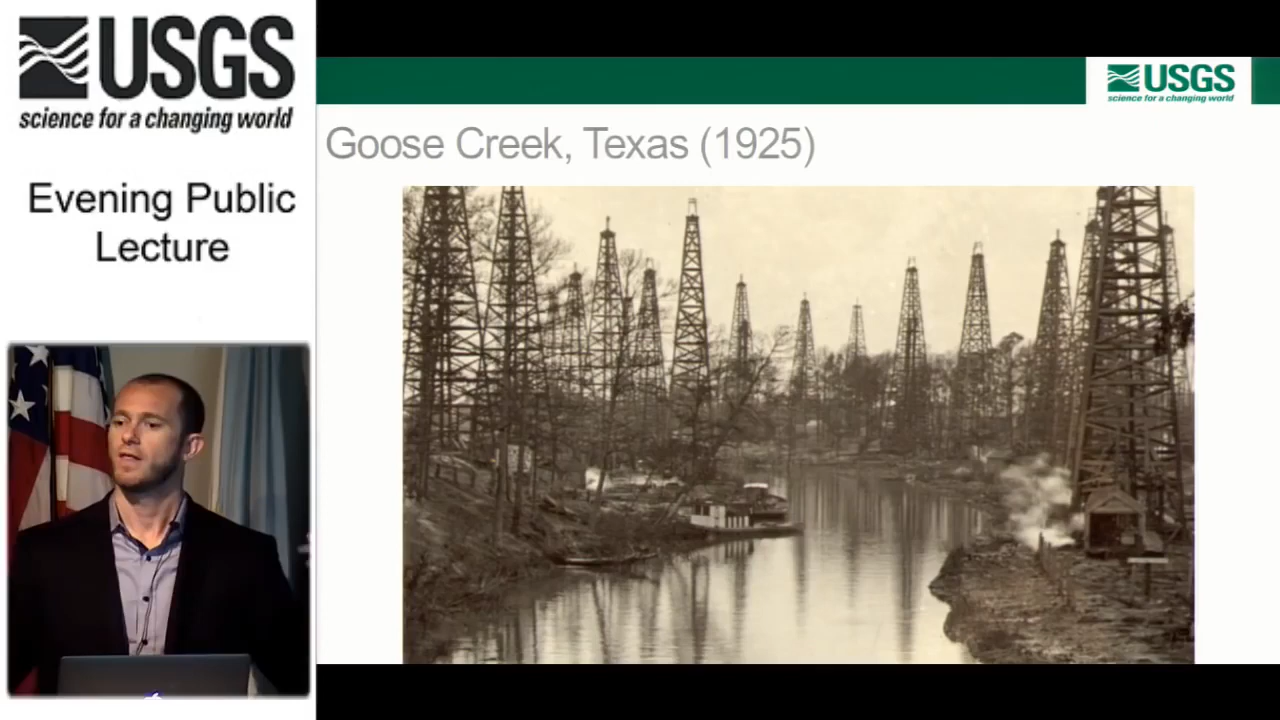 USGS
science for a changing world
Evening Public
Lecture
USGS
science for a changing world
Goose Creek, Texas (1925)